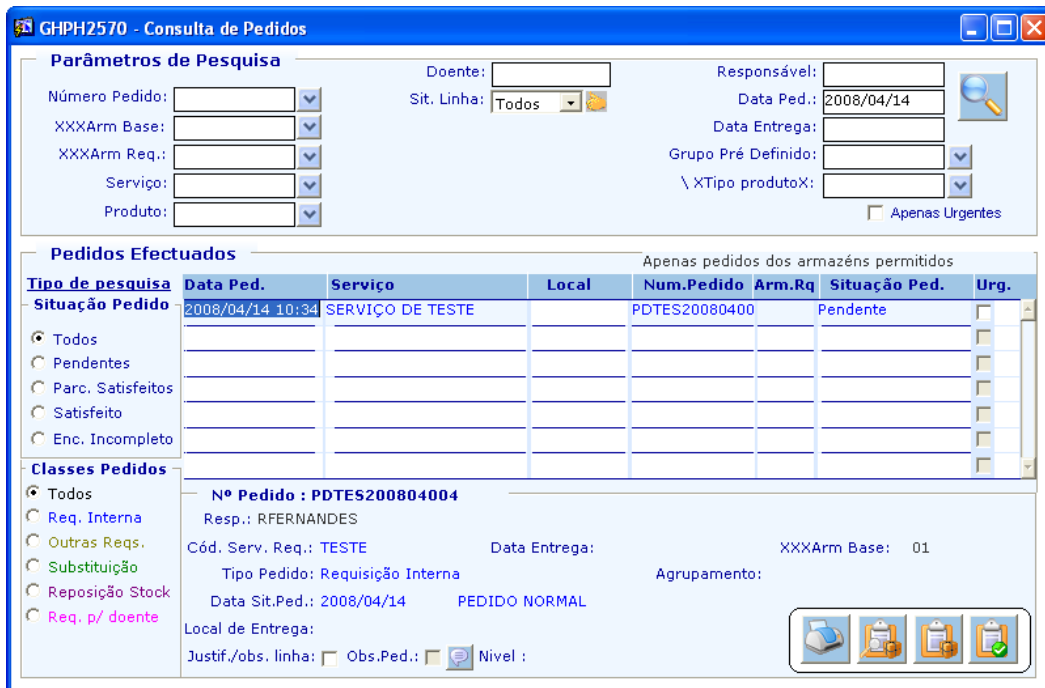 GHPH2570 - Consulta de Pedidos
Parâmetros de Pesquisa
Doente:
Responsável:
Número Pedido:
Sit. Linha: Todos
Data Ped.: 2008/04/14
XXXArm Base:
Data Entrega:
XXXArm Req.:
Grupo Pré Definido:
Serviço:
\ XTipo produtoX:
Produto:
Apenas Urgentes
Pedidos Efectuados
Apenas pedidos dos armazéns permitidos
Tipo de pesquisa
Data Ped. Serviço Local Num.Pedido Arm.Rq Situação Ped. Urg.
Situação Pedido
2008/04/14 10:34 SERVIÇO DE TESTE PDTES20080400 Pendente
Todos
Pendentes
Parc. Satisfeitos
Satisfeito
Enc. Incompleto
Classes Pedidos
Todos
Req. Interna
Outras Reqs.
Substituição
Reposição Stock
Req. p/ doente
Nº Pedido : PDTES200804004
Resp.: RFERNANDES
Cód. Serv. Req.: TESTE Data Entrega: XXXArm Base: 01
Tipo Pedido: Requisição Interna Agrupamento:
Data Sit.Ped.: 2008/04/14 PEDIDO NORMAL
Local de Entrega:
Justif./obs. linha: Obs.Ped.: Nivel :